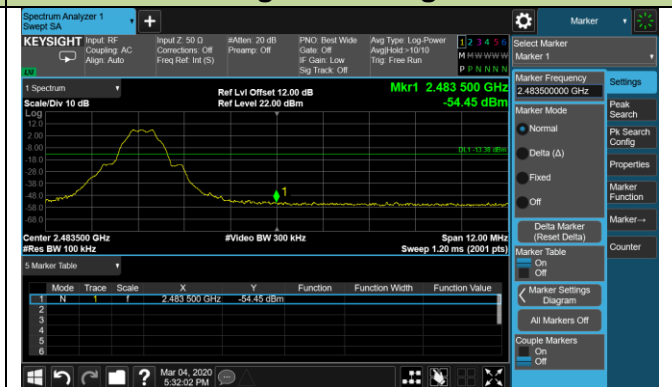 Spectrum Analyzer 1
Swept SA
+
Marker
KEYSIGHT
Input: RF
Coupling: AC
Align: Auto
Input Z: 50 Ω
Corrections: Off
Freq Ref: Int (S)
#Atten: 20 dB
Preamp: Off
PNO: Best Wide
Gate: Off
IF Gain: Low
Sig Track: Off
Avg Type: Log-Power
Avg|Hold:>10/10
Trig: Free Run
1 2 3 4 5 6
M W W W W W
P P N N N N
Select Marker
Marker 1
1 Spectrum
Scale/Div 10 dB
Ref Lvl Offset 12.00 dB
Ref Level 22.00 dBm
Mkr1 2.483 500 GHz
-54.45 dBm
Log
12.0
2.00
-8.00
-18.0
-28.0
-38.0
-48.0
-58.0
-68.0
DL1 -13.38 dBm
1
Center 2.483500 GHz
#Res BW 100 kHz
#Video BW 300 kHz
Span 12.00 MHz
Sweep 1.20 ms (2001 pts)
5 Marker Table
Mode Trace Scale X Y Function Function Width Function Value
1 N 1 f 2.483 500 GHz -54.45 dBm
2
3
4
5
6
Marker Frequency
2.483500000 GHz
Marker Mode
Normal
Delta (Δ)
Fixed
Off
Delta Marker
(Reset Delta)
Marker Table
On
Off
Marker Settings
Diagram
All Markers Off
Couple Markers
On
Off
Settings
Peak
Search
Pk Search
Config
Properties
Marker
Function
Marker→
Counter
?
Mar 04, 2020
5:32:02 PM